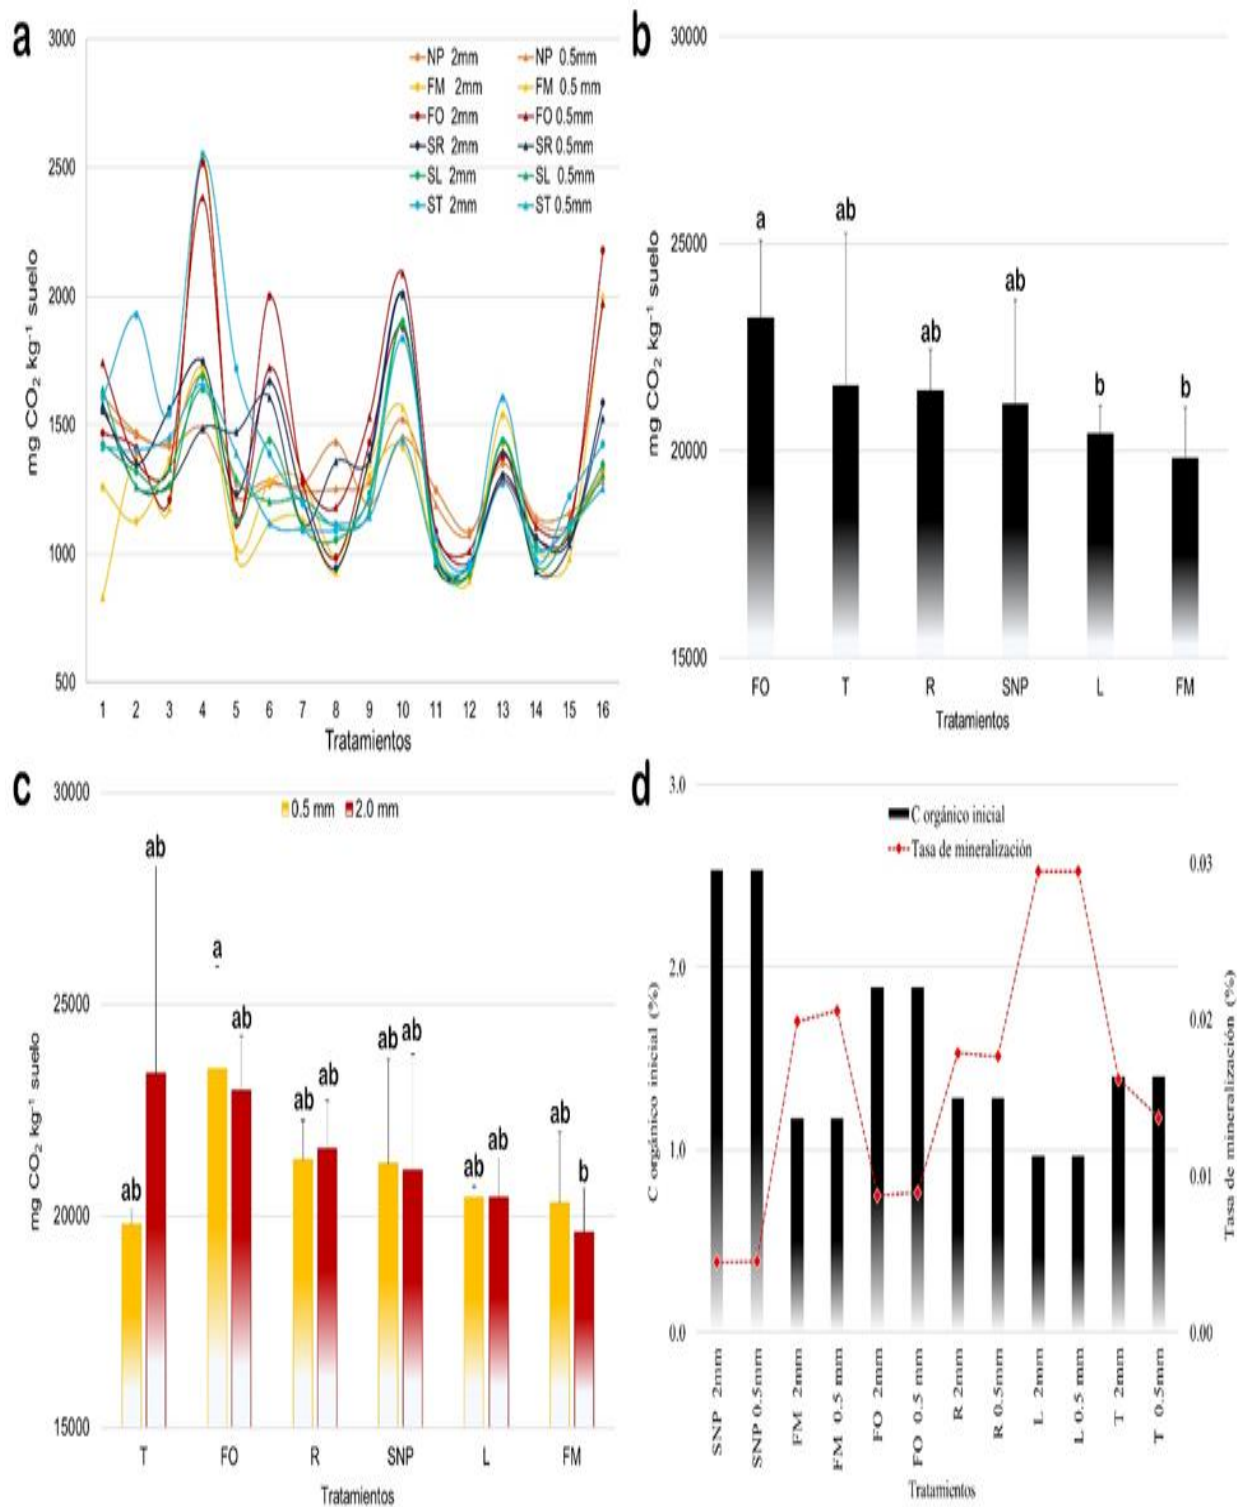 a
3000
2500
2000
1500
1000
500
mg CO₂ kg⁻¹ suelo
NP 2mm NP 0.5mm
FM 2mm FM 0.5 mm
FO 2mm FO 0.5mm
SR 2mm SR 0.5mm
SL 2mm SL 0.5mm
ST 2mm ST 0.5mm
1 2 3 4 5 6 7 8 9 10 11 12 13 14 15 16
Tratamientos
b
30000
25000
20000
15000
mg CO₂ kg⁻¹ suelo
a ab ab ab b b
FO T R SNP L FM
Tratamientos
c
30000
25000
20000
15000
mg CO₂ kg⁻¹ suelo
0.5 mm 2.0 mm
ab ab a ab ab ab ab ab ab ab ab b
T FO R SNP L FM
Tratamientos
d
3.0
2.0
1.0
0.0
C orgánico inicial (%)
C orgánico inicial
Tasa de mineralización
0.03
0.02
0.01
0.00
Tasa de mineralización (%)
SNP 2mm
SNP 0.5mm
FM 2mm
FM 0.5 mm
FO 2mm
FO 0.5 mm
R 2mm
R 0.5mm
L 2mm
L 0.5 mm
T 2mm
T 0.5mm
Tratamientos